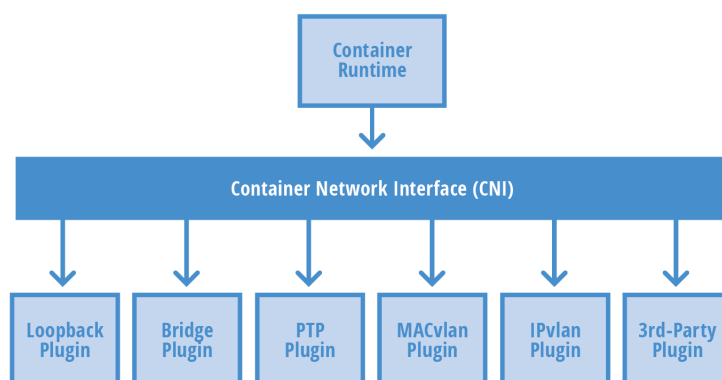 Container
Runtime
Container Network Interface (CNI)
Loopback
Plugin
Bridge
Plugin
PTP
Plugin
MACvlan
Plugin
IPvlan
Plugin
3rd-Party
Plugin